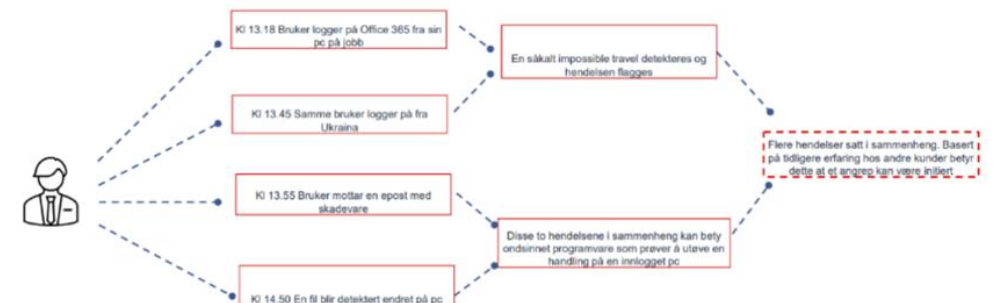 Kl 13.18 Bruker logger på Office 365 fra sin
pc på jobb
En såkalt impossible travel detekteres og
hendelsen flagges
Kl 13.45 Samme bruker logger på fra
Ukraina
Flere hendelser satt i sammenheng. Basert
på tidligere erfaring hos andre kunder betyr
dette at et angrep kan være initiert
Kl 13.55 Bruker mottar en epost med
skadevare
Disse to hendelsene i sammenheng kan bety
ondsinnet programvare som prøver å utøve en
handling på en innlogget pc
Kl 14.50 En fil blir detektert endret på pc